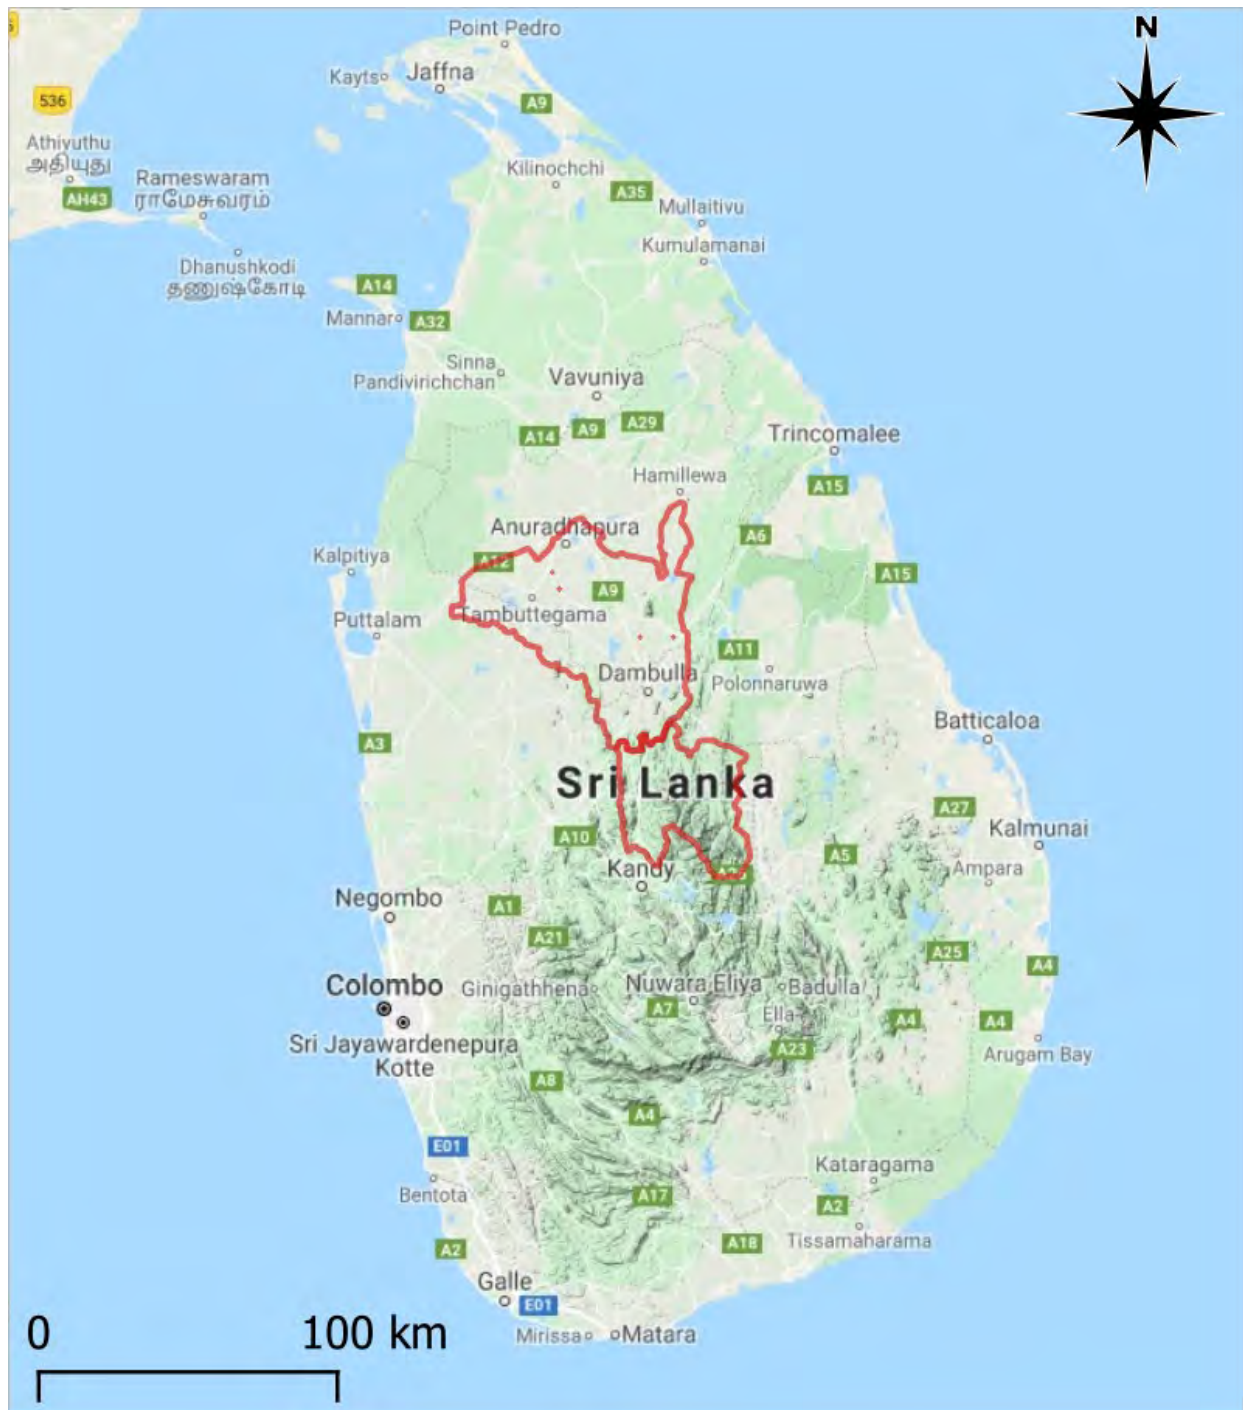 N
Point Pedro
Kayts
Jaffna
536
A9
Athivuthu
அதியுது
Kilinochchi
Rameswaram
ராமேசுவரம்
AH43
A35
Mullaitivu
Kumulamanai
Dhanushkodi
தனுஷ்கோடி
A14
Mannar
A32
Sinna
Pandivirichchan
Vavuniya
A14
A9
A29
Trincomalee
Hamillewa
A15
Anuradhapura
A6
Kalpitiya
A12
A15
A9
Tambuttegama
Puttalam
A11
Dambulla
Polonnaruwa
Batticaloa
A3
Sri Lanka
A27
A10
Kalmunai
A5
Kandy
Ampara
Negombo
A1
A21
A25
A4
Colombo
Ginigathhena
Nuwara Eliya
Badulla
A7
Ella
A4
A4
Sri Jayawardenepura
Kotte
A23
Arugam Bay
A8
A4
E01
Kataragama
Bentota
A17
A2
A2
A18
Tissamaharama
Galle
E01
Mirissa
Matara
0
100 km